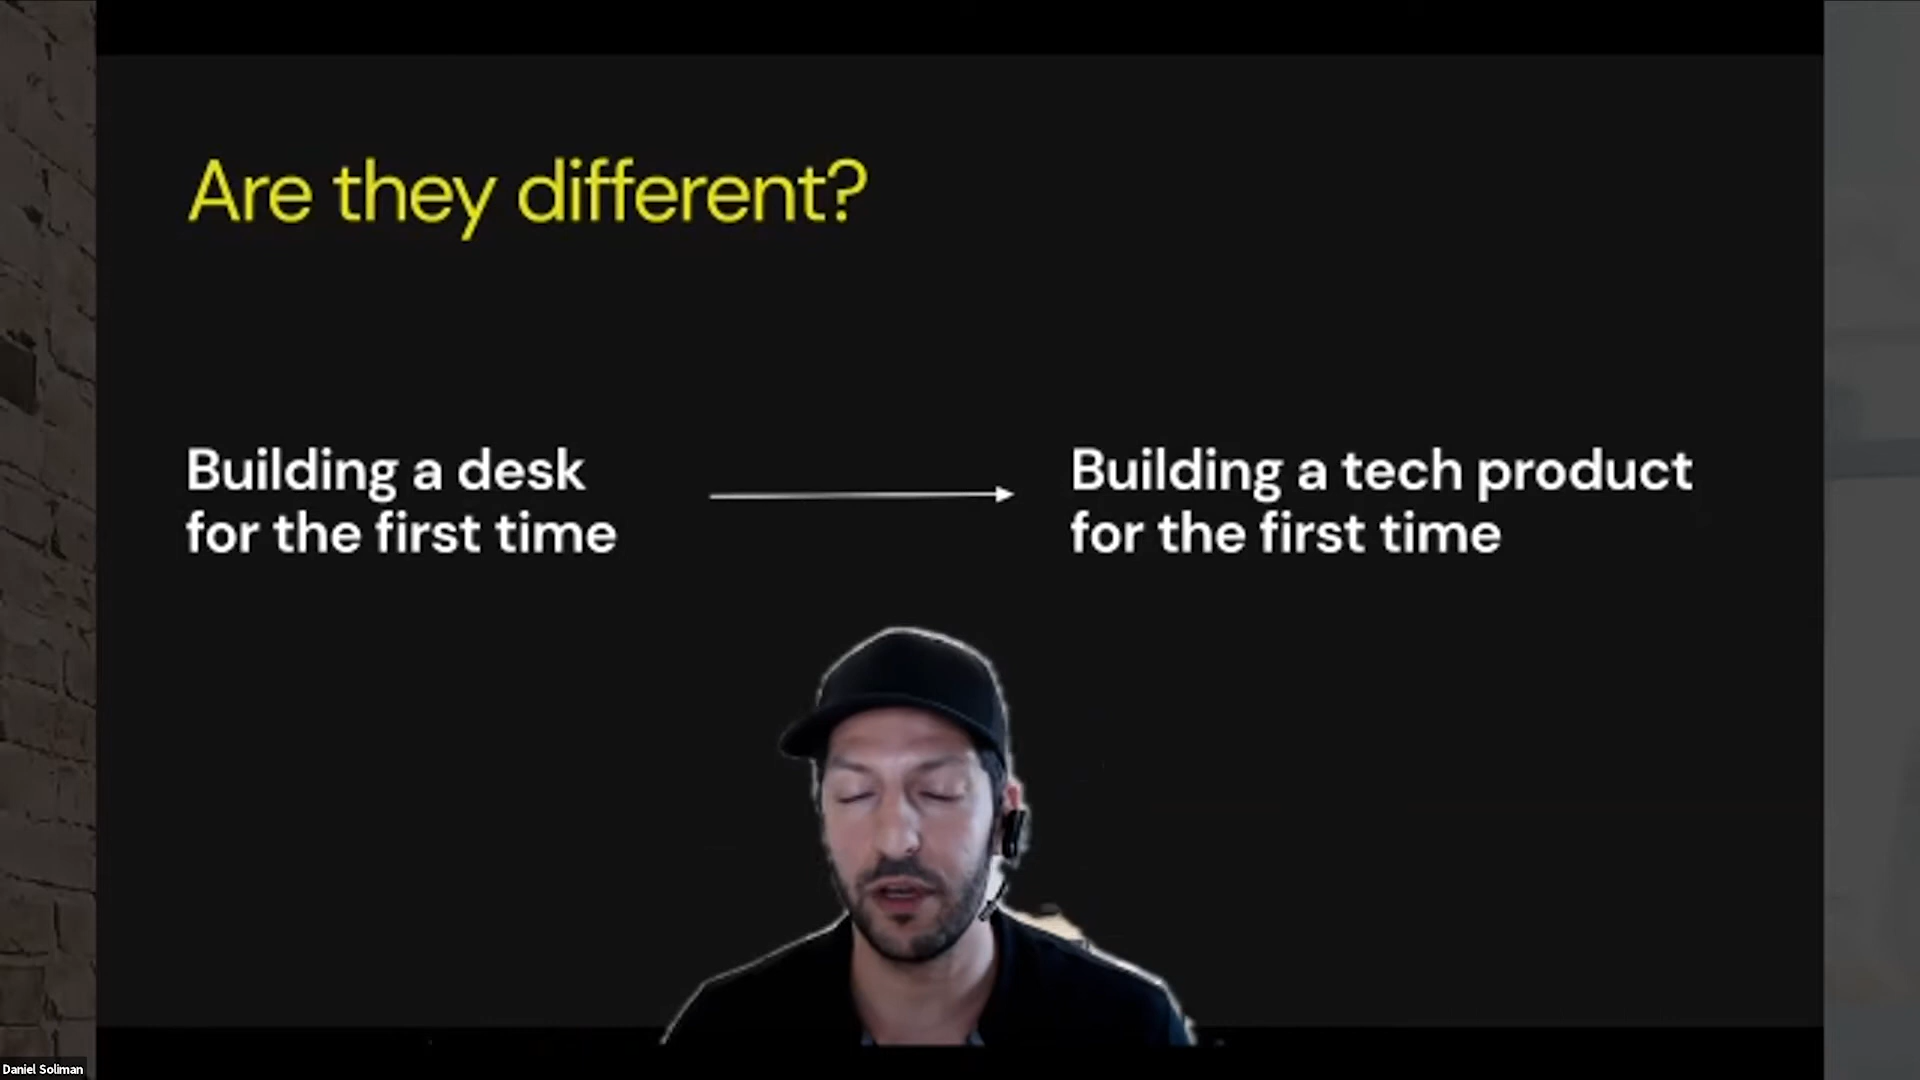 Are they different?
Building a desk
for the first time
Building a tech product
for the first time
Daniel Soliman